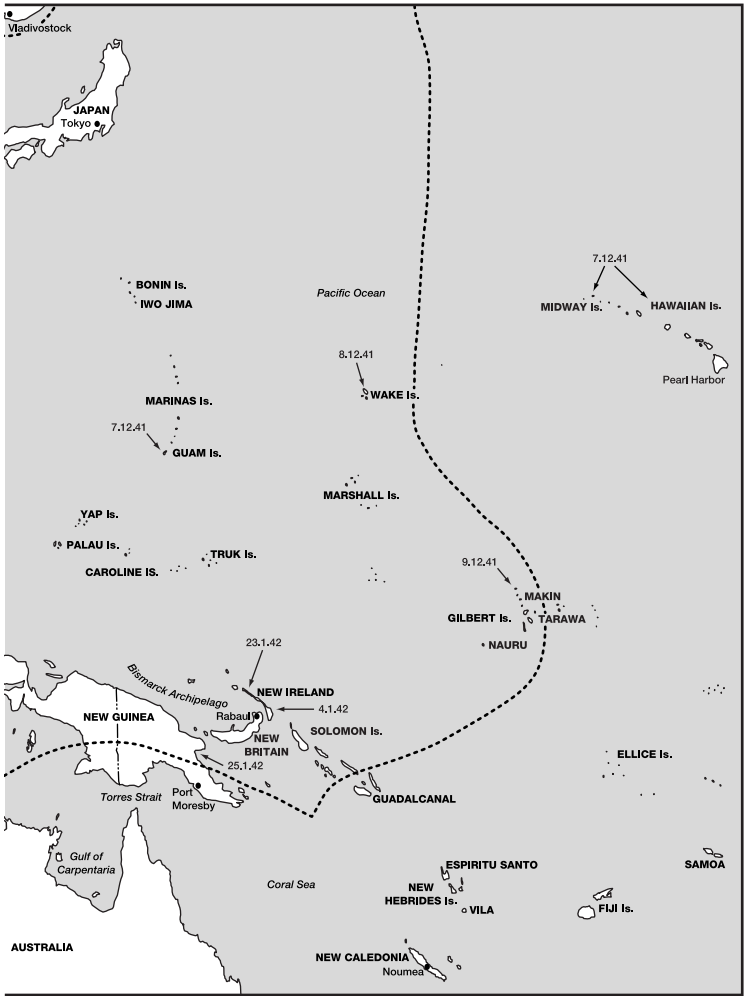 Vladivostock
JAPAN
Tokyo
7.12.41
BONIN Is.
IWO JIMA
Pacific Ocean
MIDWAY Is.
HAWAIIAN Is.
8.12.41
Pearl Harbor
WAKE Is.
MARINAS Is.
7.12.41
GUAM Is.
MARSHALL Is.
YAP Is.
PALAU Is.
TRUK Is.
CAROLINE IS.
9.12.41
MAKIN
GILBERT Is.
TARAWA
NAURU
23.1.42
Bismarck Archipelago
NEW IRELAND
4.1.42
NEW GUINEA
Rabaul
SOLOMON Is.
NEW
BRITAIN
25.1.42
ELLICE Is.
Torres Strait
Port
Moresby
GUADALCANAL
Gulf of
Carpentaria
Coral Sea
ESPIRITU SANTO
SAMOA
NEW
HEBRIDES Is.
VILA
FIJI Is.
AUSTRALIA
NEW CALEDONIA
Noumea